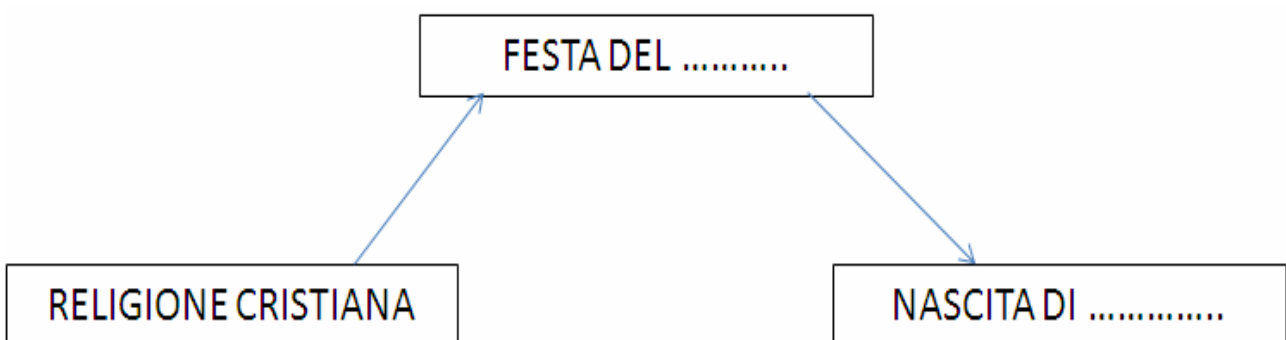 FESTA DEL ………..
RELIGIONE CRISTIANA
NASCITA DI …………..